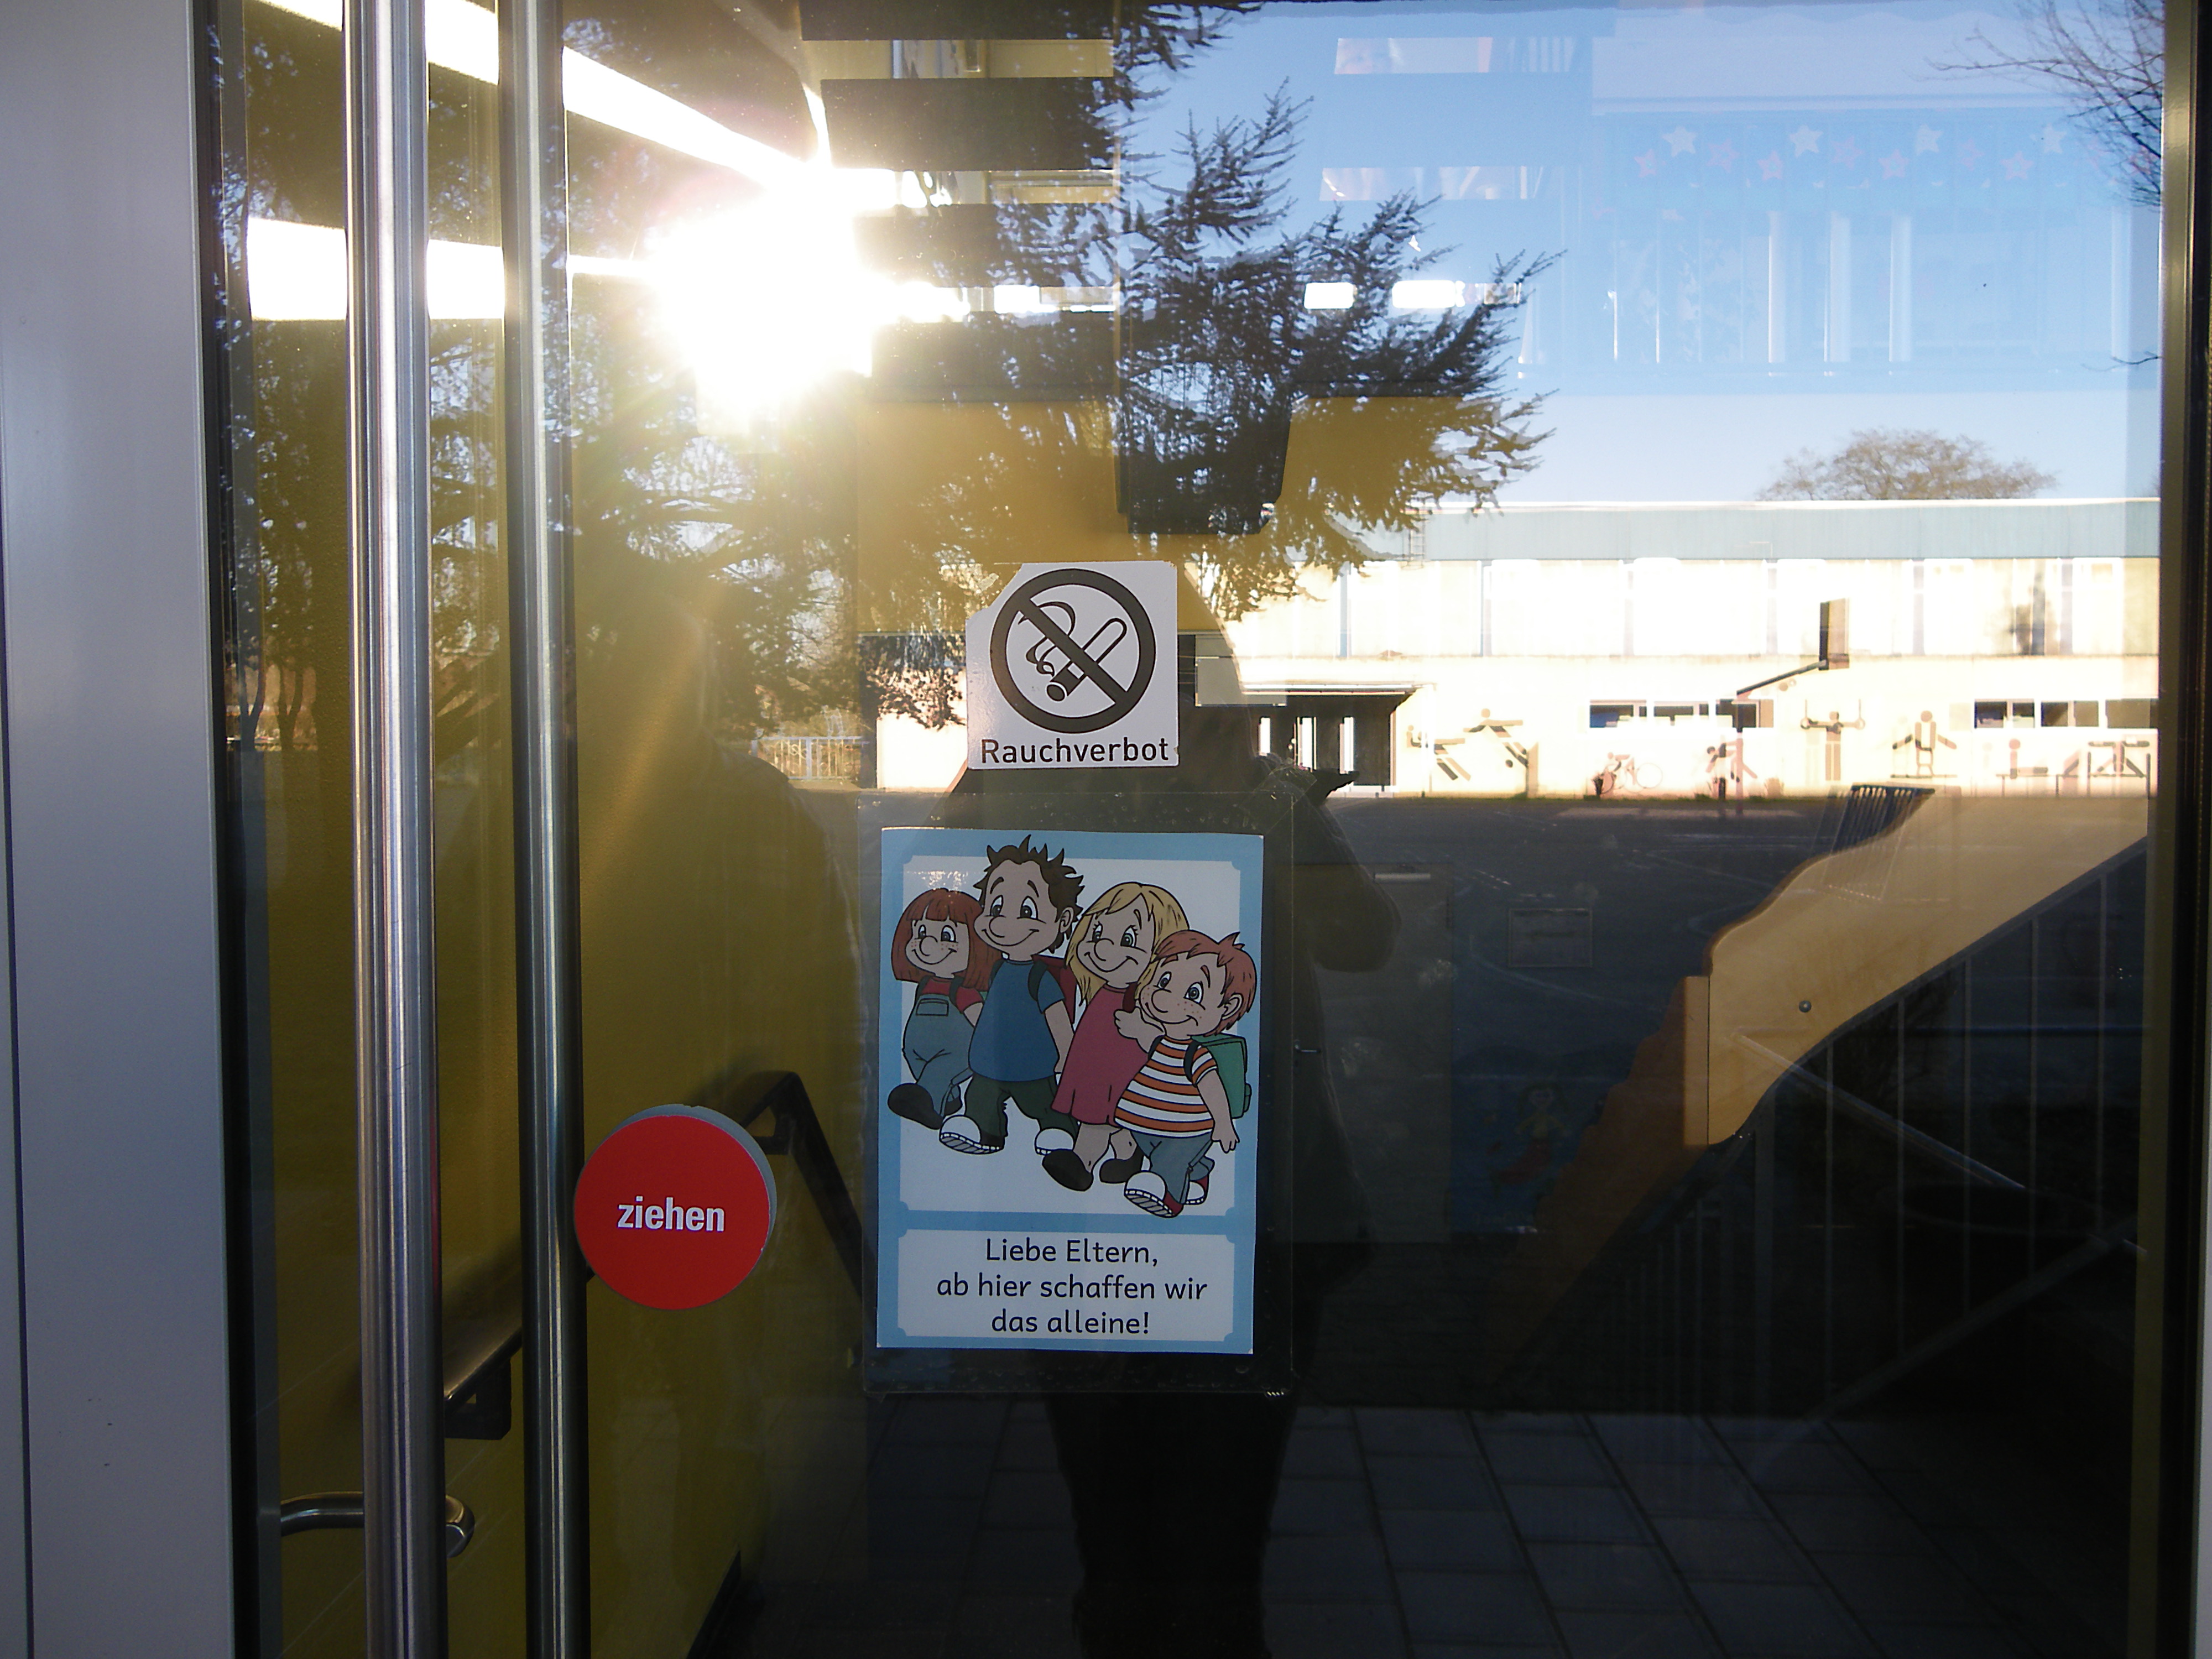 Rauchverbot
ziehen
Liebe Eltern,
ab hier schaffen wir
das alleine!